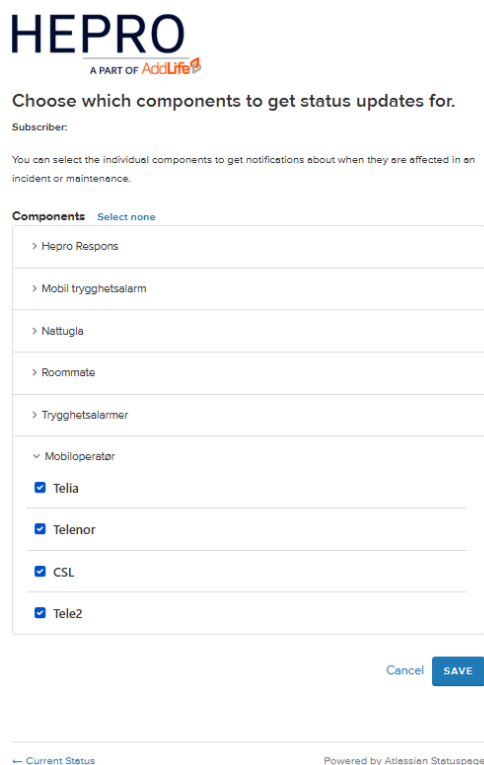 HEPRO
A PART OF AddLife
Choose which components to get status updates for.
Subscriber:
You can select the individual components to get notifications about when they are affected in an
incident or maintenance.
Components Select none
> Hepro Respons
> Mobil trygghetsalarm
> Nattugla
> Roommate
> Trygghetsalarmer
Mobiloperatør
Telia
Telenor
CSL
Tele2
Cancel SAVE
← Current Status Powered by Atlassian Statuspage